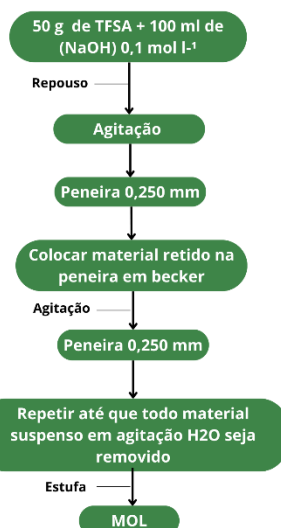 50 g de TFSA + 100 ml de
(NaOH) 0,1 mol l-¹
Repouso
Agitação
Peneira 0,250 mm
Colocar material retido na
peneira em becker
Agitação
Peneira 0,250 mm
Repetir até que todo material
suspenso em agitação H2O seja
removido
Estufa
MOL